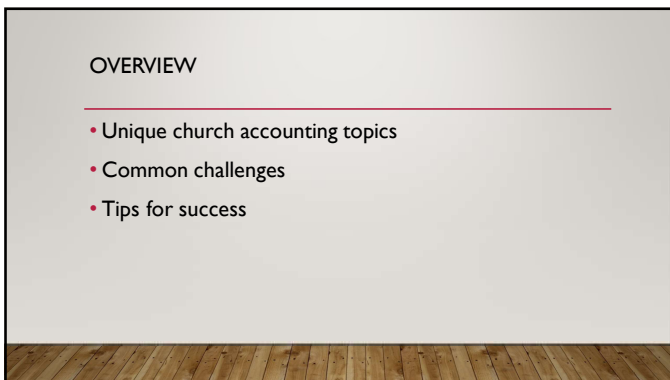 OVERVIEW
• Unique church accounting topics
• Common challenges
• Tips for success